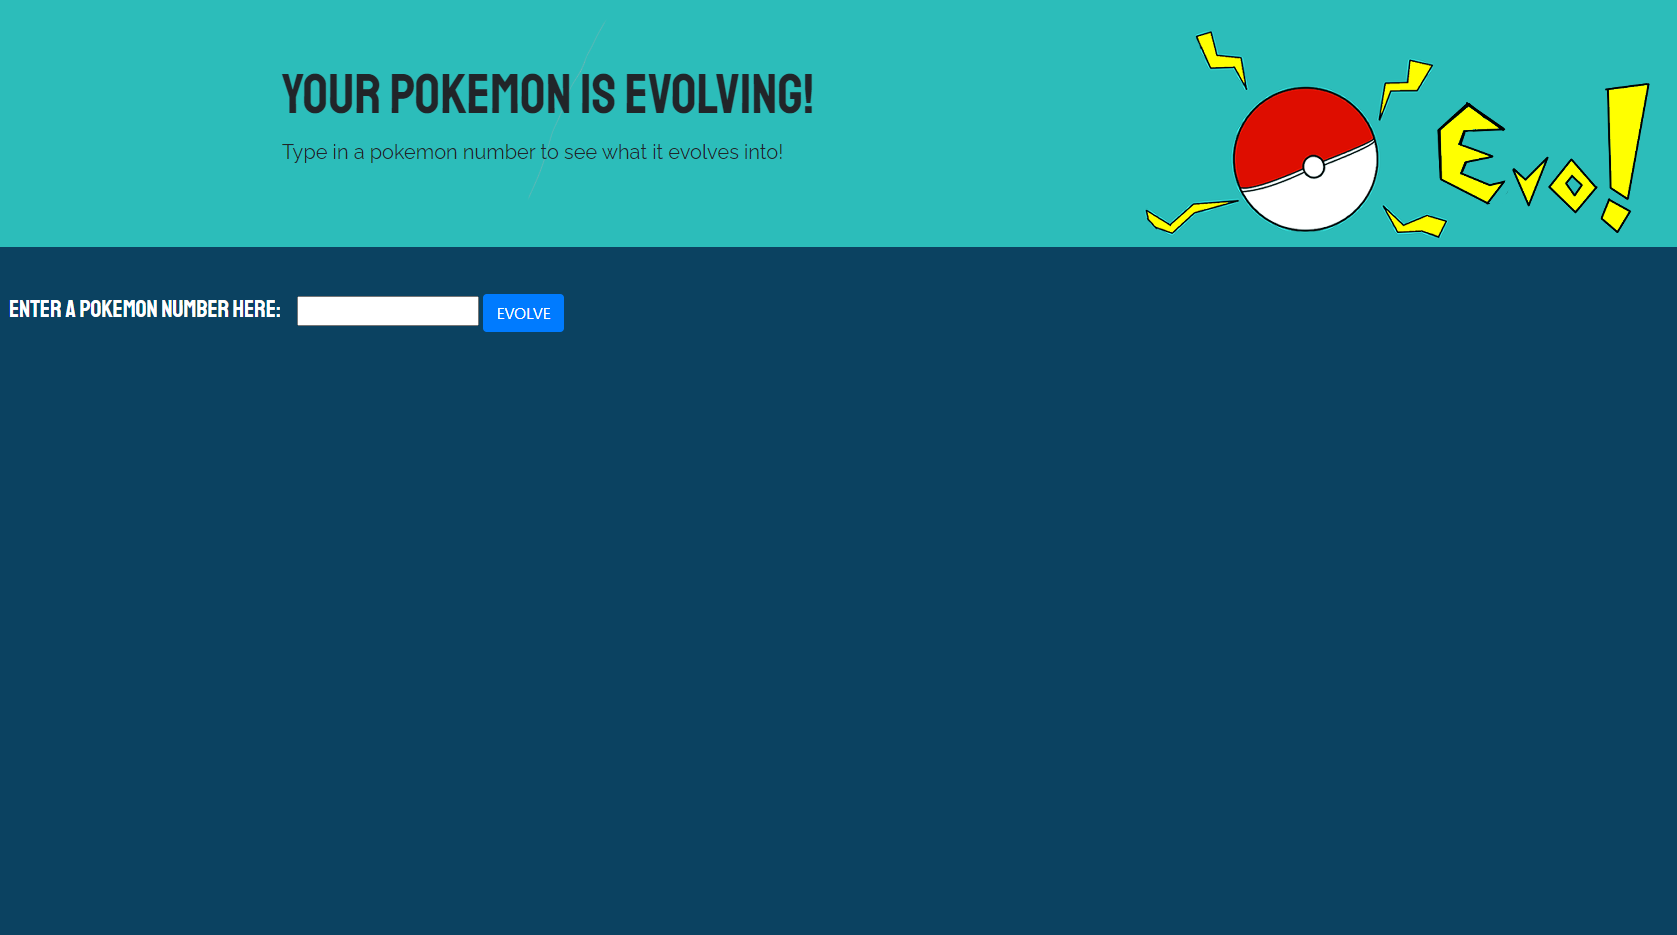 YOUR POKEMON IS EVOLVING!
Type in a pokemon number to see what it evolves into!
Evo!
ENTER A POKEMON NUMBER HERE:
EVOLVE